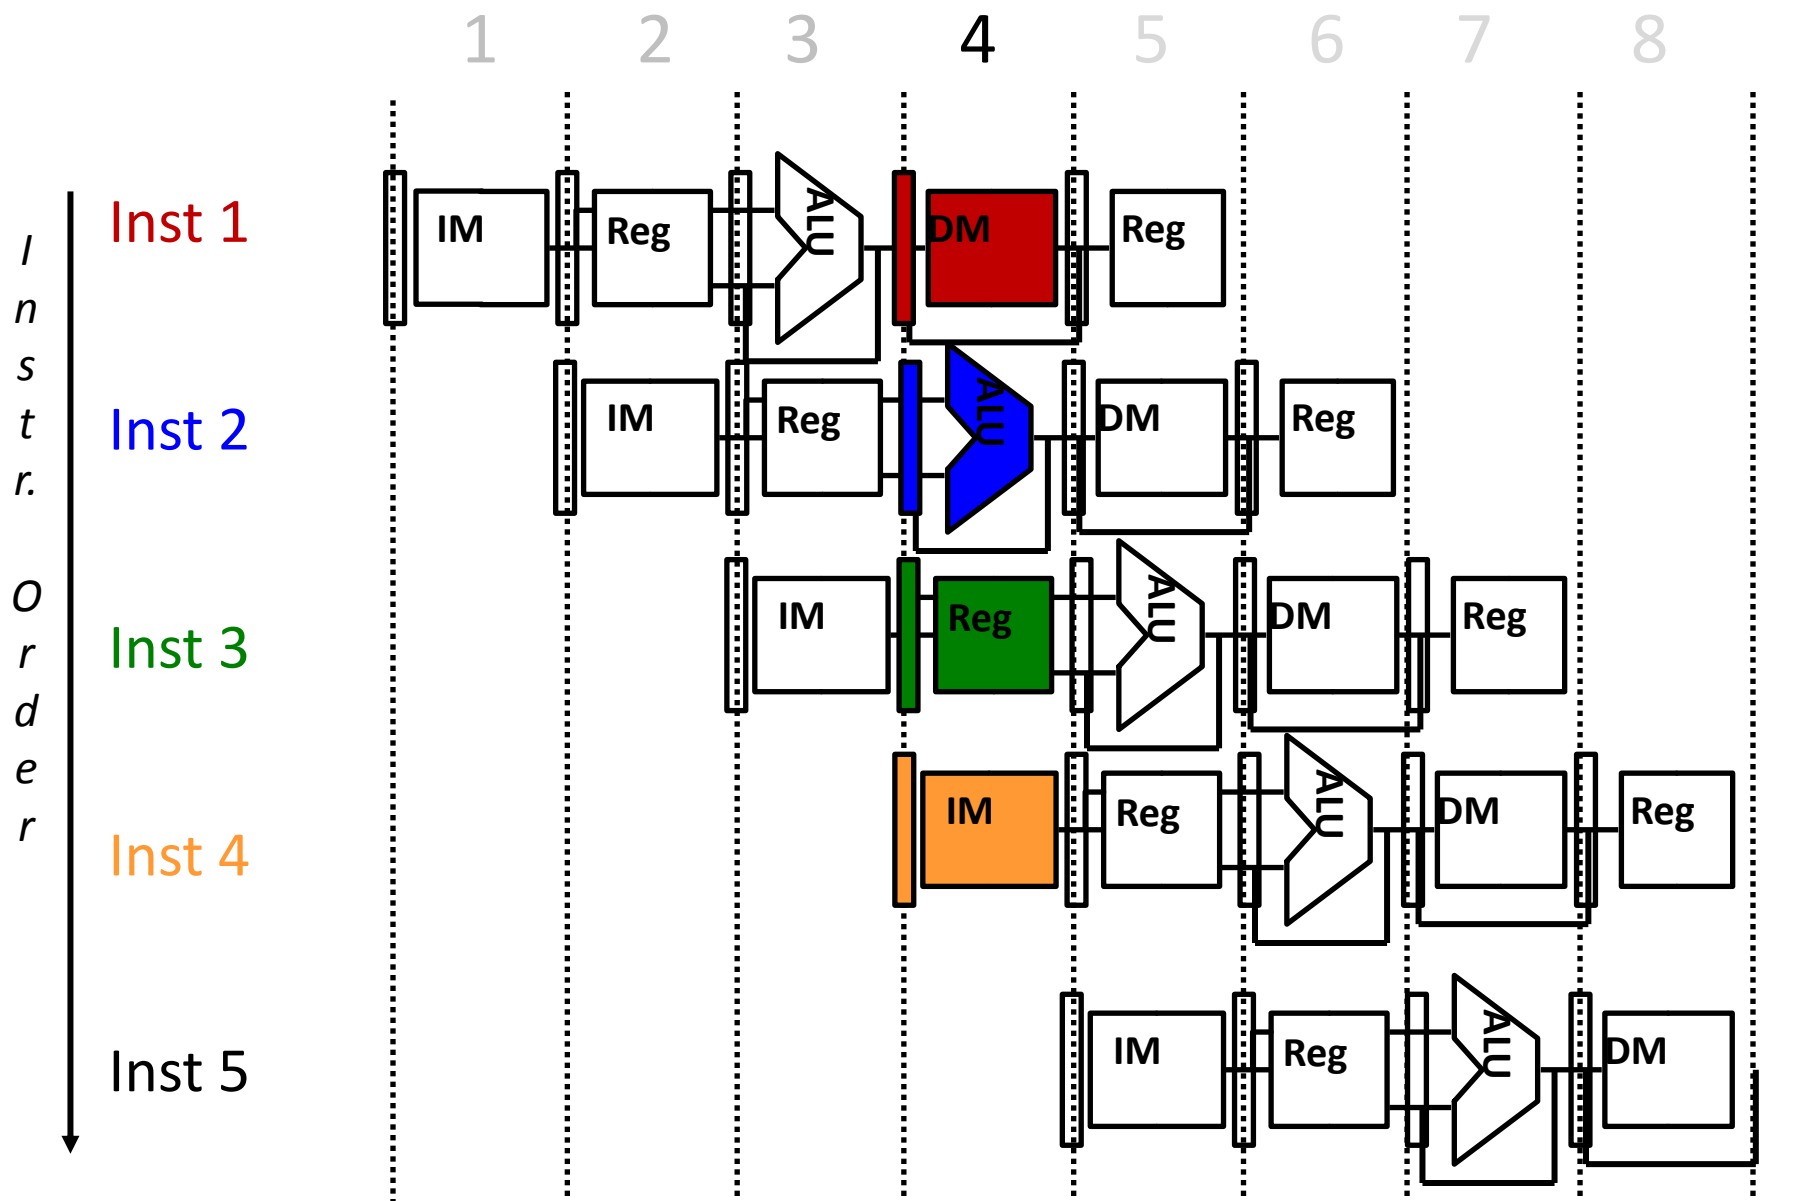 1 2 3 4 5 6 7 8
Instr. Order
Inst 1 IM Reg ALU DM Reg
Inst 2 IM Reg ALU DM Reg
Inst 3 IM Reg ALU DM Reg
Inst 4 IM Reg ALU DM Reg
Inst 5 IM Reg ALU DM